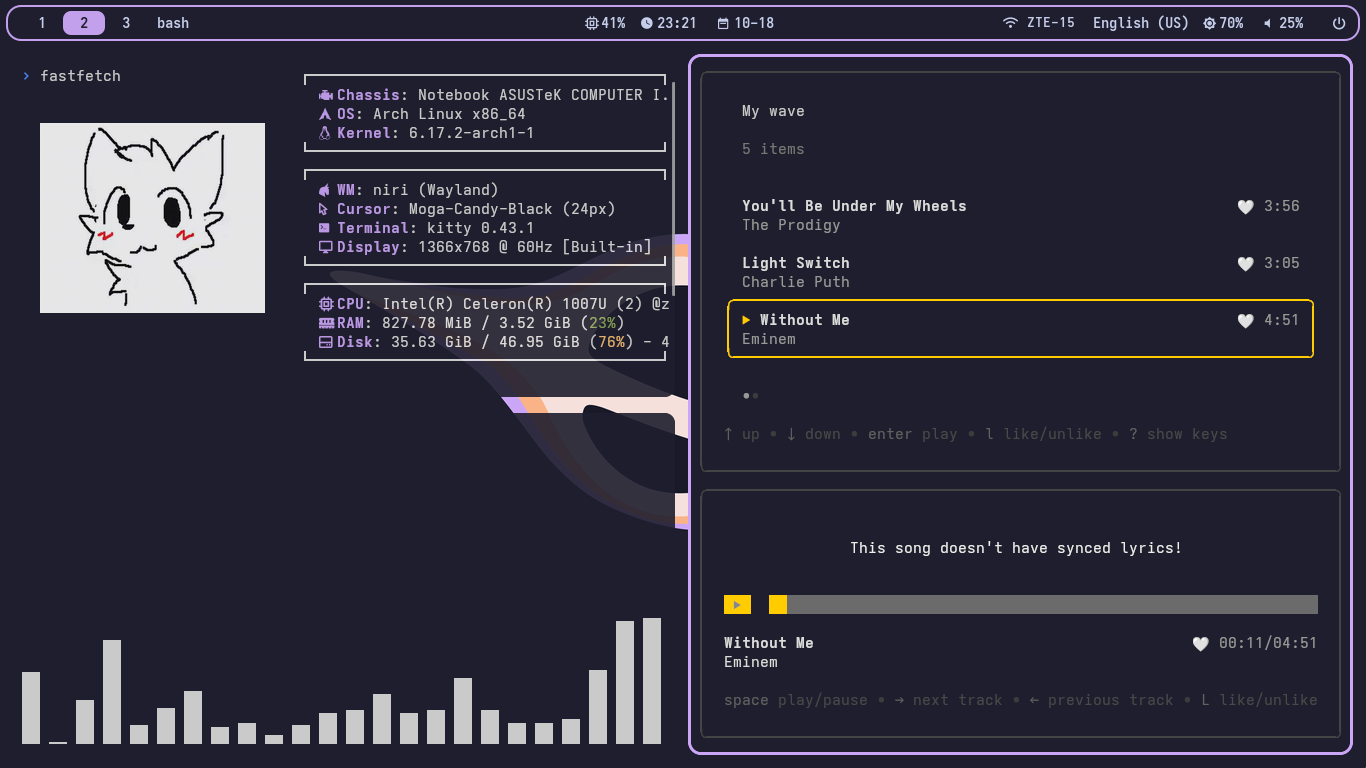 1 2 3 bash 41% 23:21 10-18 ZTE-15 English (US) 70% 25%
› fastfetch
Chassis: Notebook ASUSTeK COMPUTER I.
OS: Arch Linux x86_64
Kernel: 6.17.2-arch1-1
WM: niri (Wayland)
Cursor: Moga-Candy-Black (24px)
Terminal: kitty 0.43.1
Display: 1366x768 @ 60Hz [Built-in]
CPU: Intel(R) Celeron(R) 1007U (2) @z
RAM: 827.78 MiB / 3.52 GiB (23%)
Disk: 35.63 GiB / 46.95 GiB (76%) - 4
My wave
5 items
You'll Be Under My Wheels 🤍 3:56
The Prodigy
Light Switch 🤍 3:05
Charlie Puth
▶ Without Me 🤍 4:51
Eminem
↑ up • ↓ down • enter play • l like/unlike • ? show keys
This song doesn't have synced lyrics!
Without Me 🤍 00:11/04:51
Eminem
space play/pause • → next track • ← previous track • L like/unlike